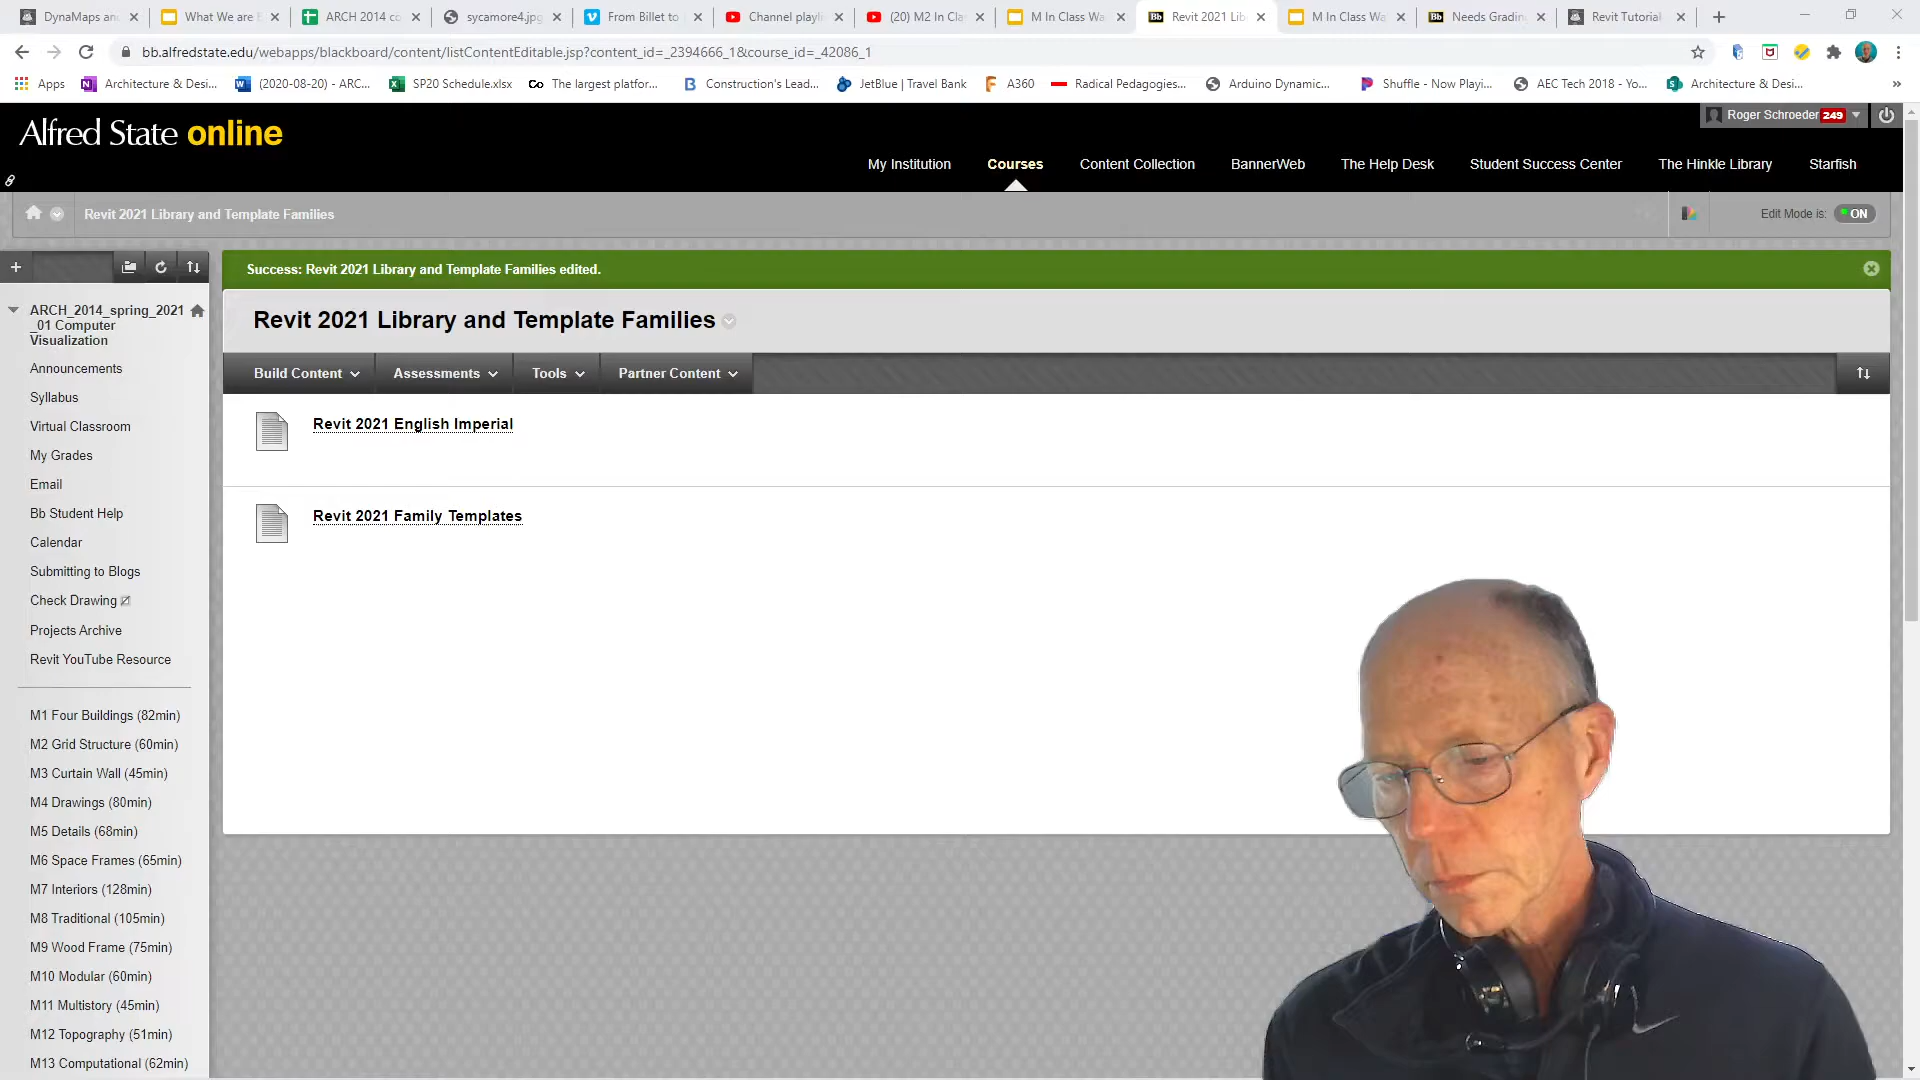 DynaMaps an
What We are E
ARCH 2014 co
sycamore4.jpg
From Billet to
Channel playli
(20) M2 In Cla
M In Class Wa
Revit 2021 Lib
M In Class Wa
Needs Grading
Revit Tutorial
bb.alfredstate.edu/webapps/blackboard/content/listContentEditable.jsp?content_id=_2394666_1&course_id=_42086_1
Apps
Architecture & Desi...
(2020-08-20) - ARC...
SP20 Schedule.xlsx
The largest platfor...
Construction's Lead...
JetBlue | Travel Bank
A360
Radical Pedagogies...
Arduino Dynamic...
Shuffle - Now Playi...
AEC Tech 2018 - Yo...
Architecture & Desi...
Alfred State online
Roger Schroeder 249
My Institution
Courses
Content Collection
BannerWeb
The Help Desk
Student Success Center
The Hinkle Library
Starfish
Revit 2021 Library and Template Families
Edit Mode is: ON
Success: Revit 2021 Library and Template Families edited.
Revit 2021 Library and Template Families
Build Content
Assessments
Tools
Partner Content
Revit 2021 English Imperial
Revit 2021 Family Templates
ARCH_2014_spring_2021
_01 Computer
Visualization
Announcements
Syllabus
Virtual Classroom
My Grades
Email
Bb Student Help
Calendar
Submitting to Blogs
Check Drawing
Projects Archive
Revit YouTube Resource
M1 Four Buildings (82min)
M2 Grid Structure (60min)
M3 Curtain Wall (45min)
M4 Drawings (80min)
M5 Details (68min)
M6 Space Frames (65min)
M7 Interiors (128min)
M8 Traditional (105min)
M9 Wood Frame (75min)
M10 Modular (60min)
M11 Multistory (45min)
M12 Topography (51min)
M13 Computational (62min)